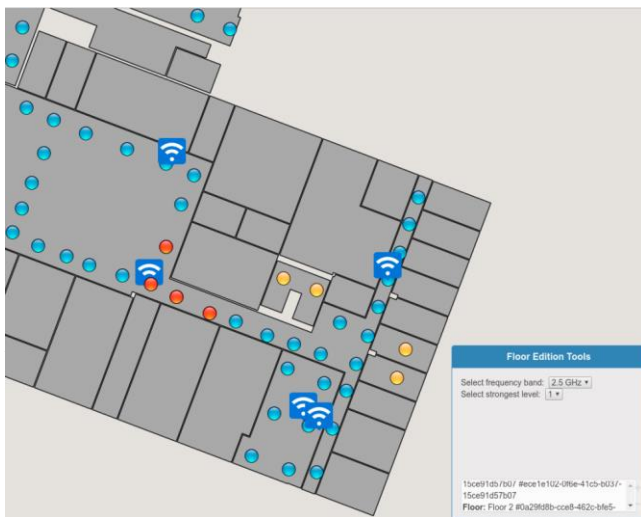 Floor Edition Tools
Select frequency band: 2.5 GHz
Select strongest level: 1
15ce91d57b07 #ece1e102-0f6e-41c5-b037-
15ce91d57b07
Floor: Floor 2 #0a29fd8b-cce8-462c-bfe5-